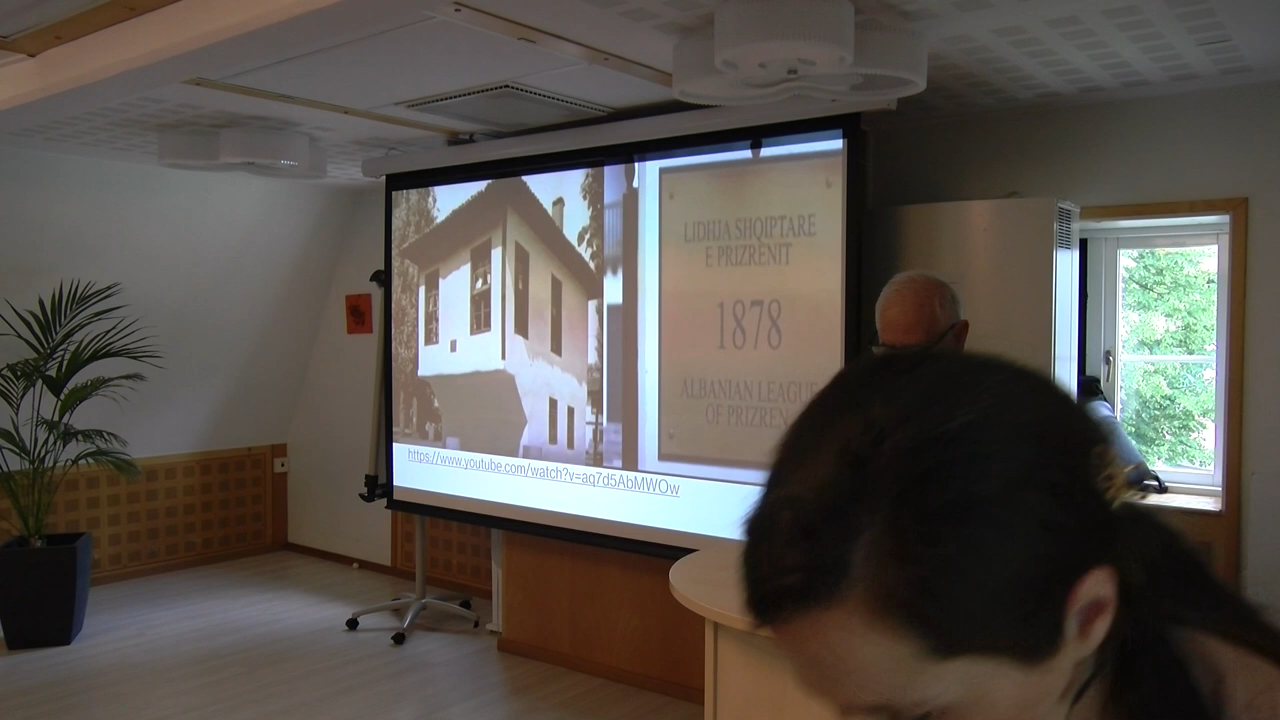 LIDHJA SHQIPTARE
E PRIZRENIT
1878
ALBANIAN LEAGUE
OF PRIZREN
https://www.youtube.com/watch?v=aq7d5AbMWOw